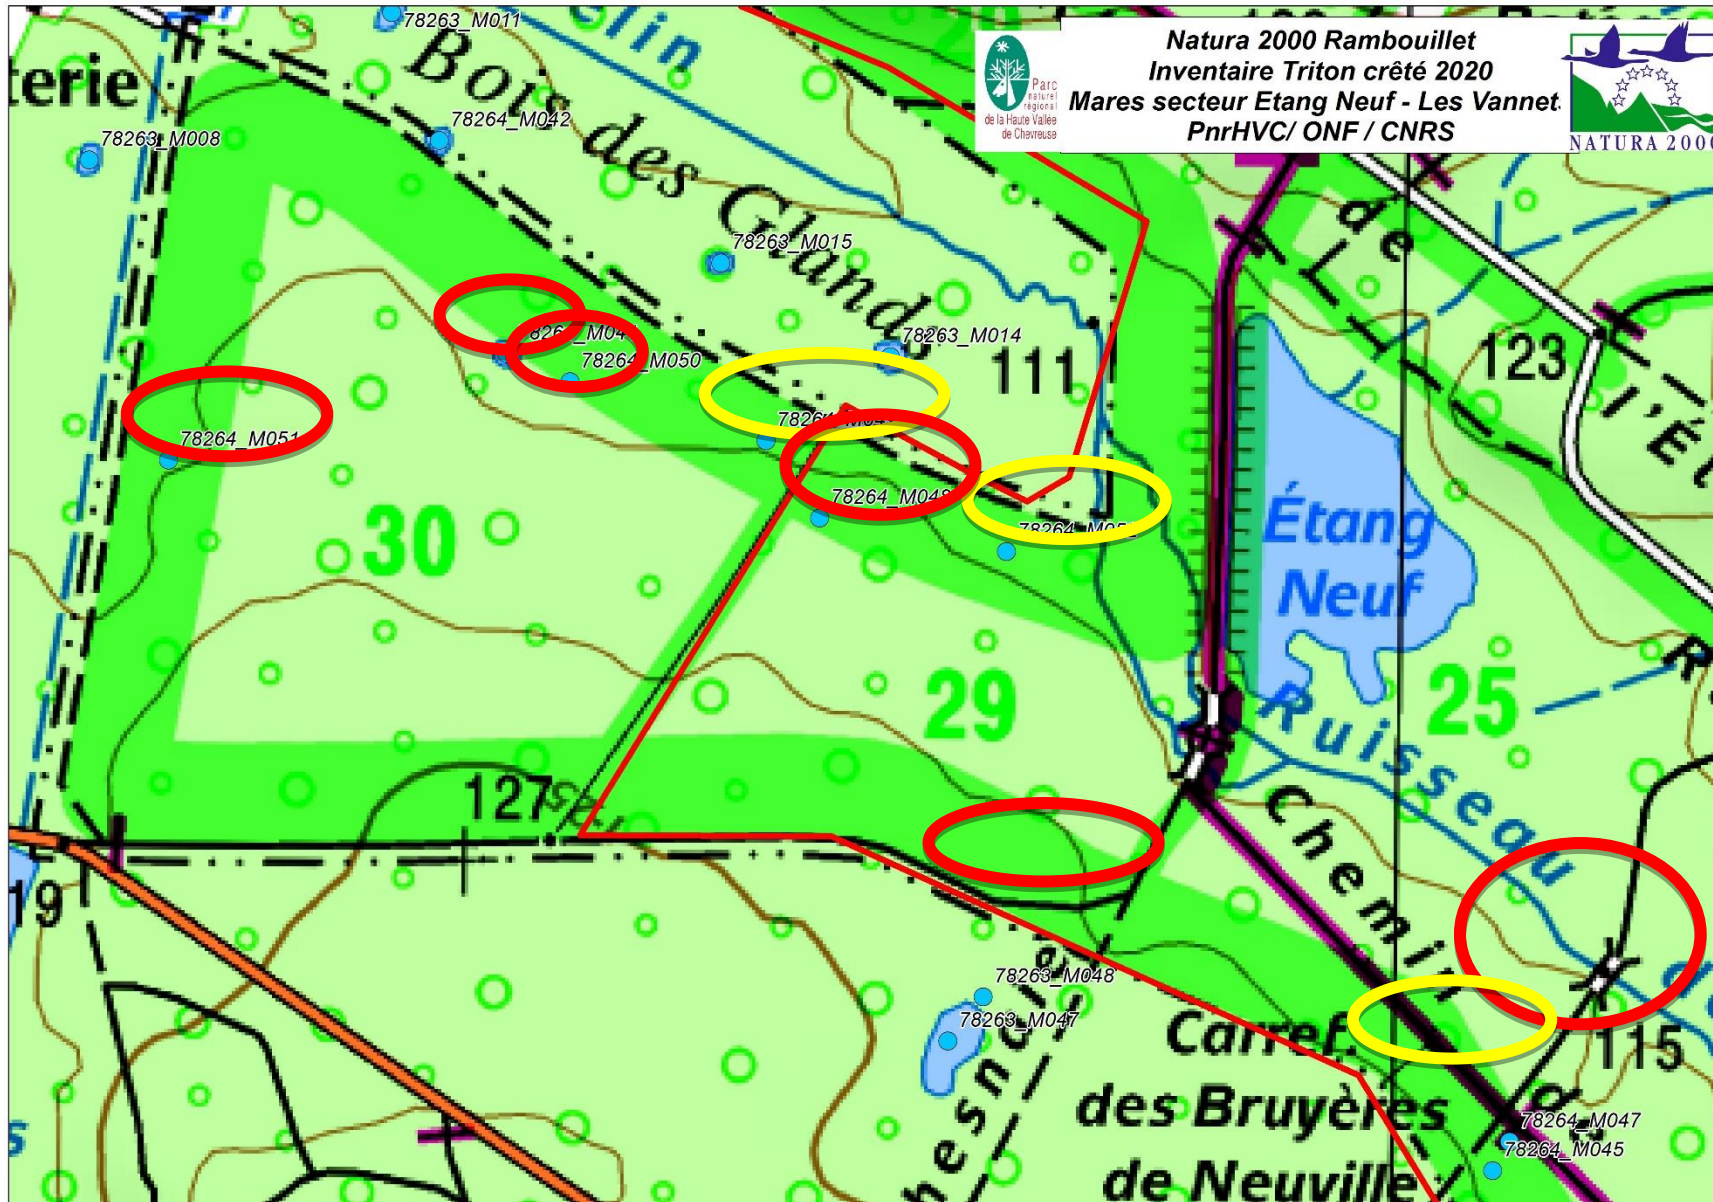 78263_M011
Natura 2000 Rambouillet
Inventaire Triton crêté 2020
Mares secteur Etang Neuf - Les Vannet
PnrHVC/ ONF / CNRS
Parc
naturel
régional
de la Haute Vallée
de Chevreuse
NATURA 2000
terie
Bois des Glands
78264_M042
78263_M008
78263_M015
78263_M014
78264_M050
78264_M051
78264_M048
111
123
de
l'Ét
30
Étang
Neuf
29
25
Ruisseau
127
19
Chemin
115
78263_M048
78263_M047
Carref.
des Bruyères
de Neuville
78264_M047
78264_M045